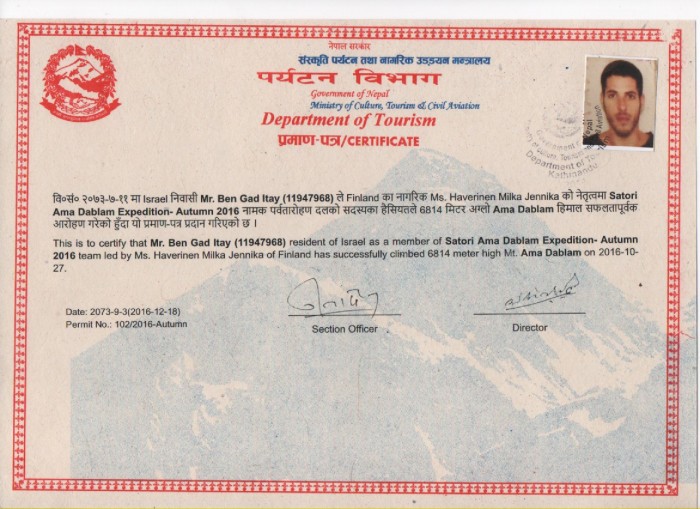 नेपाल सरकार
संस्कृति पर्यटन तथा नागरिक उड्डयन मन्त्रालय
पर्यटन विभाग
Government of Nepal
Ministry of Culture, Tourism & Civil Aviation
Department of Tourism
प्रमाण-पत्र/CERTIFICATE
Department of
Kathmandu
वि०सं० २०७३-७-११ मा Israel निवासी Mr. Ben Gad Itay (11947968) ले Finland का नागरिक Ms. Haverinen Milka Jennika को नेतृत्वमा Satori
Ama Dablam Expedition- Autumn 2016 नामक पर्वतारोहण दलको सदस्यका हैसियतले 6814 मिटर अग्लो Ama Dablam हिमाल सफलतापूर्वक
आरोहण गरेको हुँदा यो प्रमाण-पत्र प्रदान गरिएको छ ।
This is to certify that Mr. Ben Gad Itay (11947968) resident of Israel as a member of Satori Ama Dablam Expedition- Autumn
2016 team led by Ms. Haverinen Milka Jennika of Finland has successfully climbed 6814 meter high Mt. Ama Dablam on 2016-10-
27.
Date: 2073-9-3(2016-12-18)
Permit No.: 102/2016-Autumn
Section Officer
Director